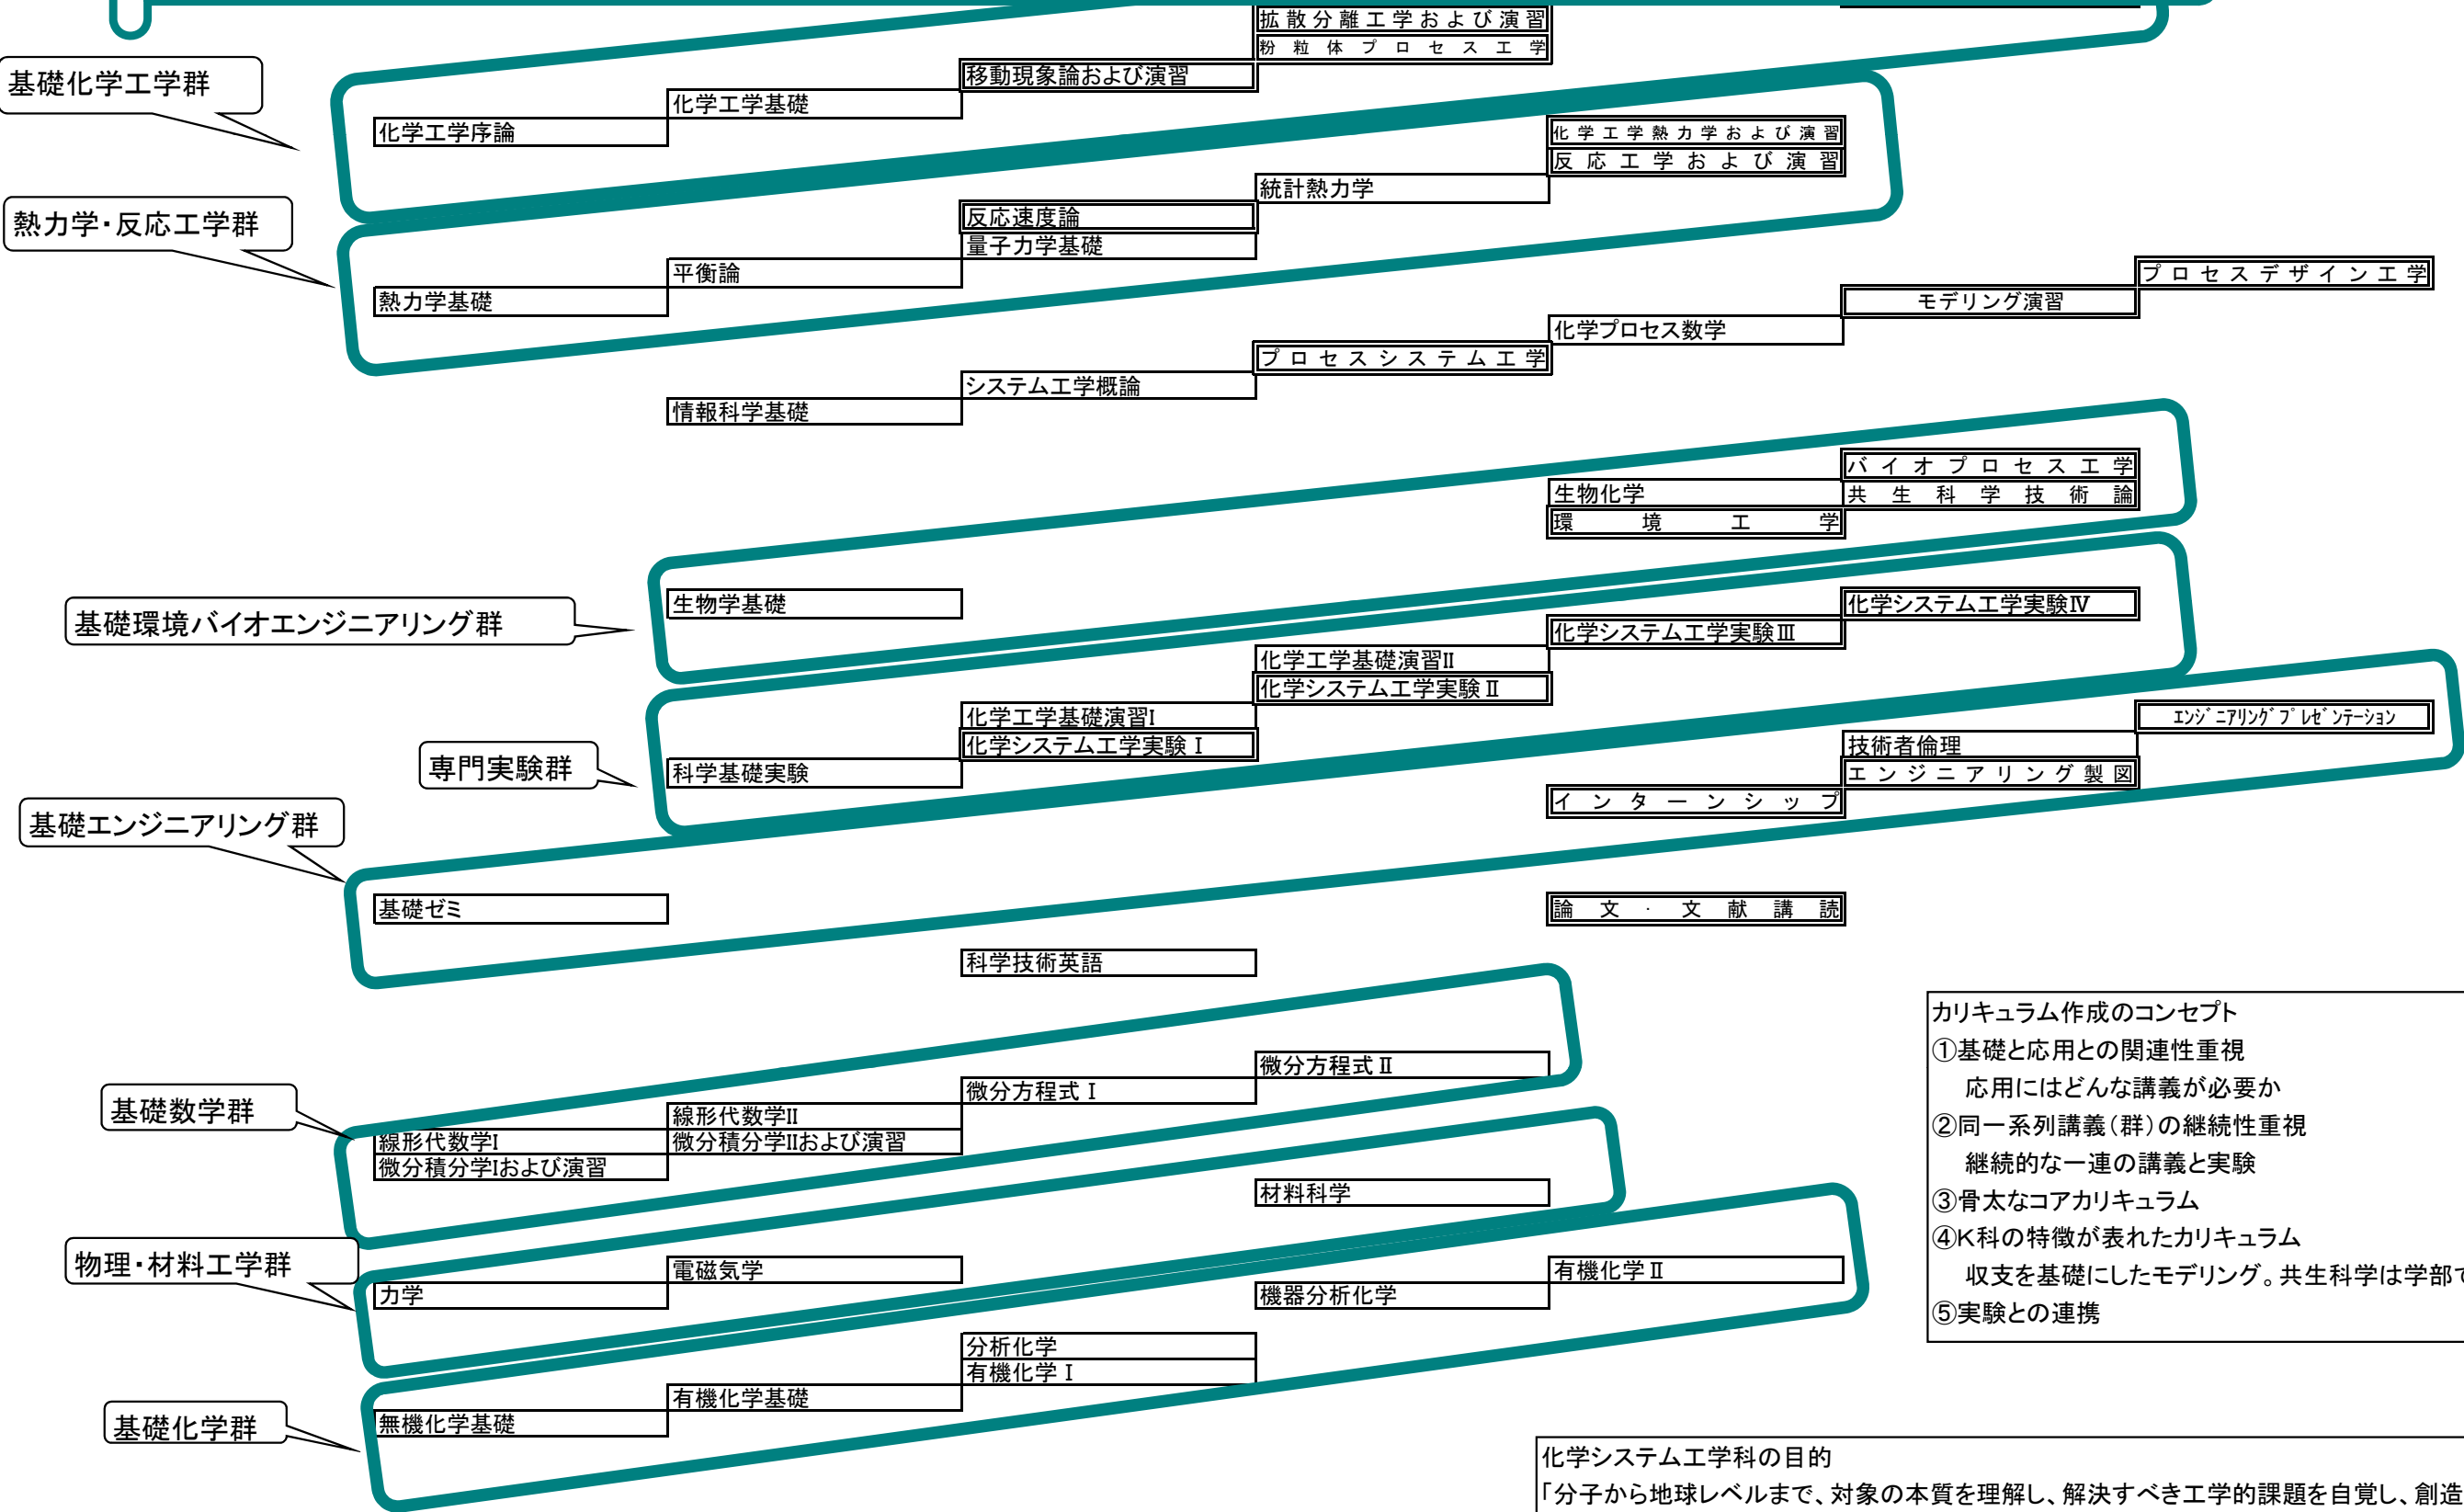 拡散分離工学および演習
粉粒体プロセス工学
移動現象論および演習
基礎化学工学群
化学工学基礎
化学工学序論
化学工学熱力学および演習
反応工学および演習
統計熱力学
熱力学・反応工学群
反応速度論
量子力学基礎
平衡論
熱力学基礎
プロセスデザイン工学
モデリング演習
化学プロセス数学
プロセスシステム工学
システム工学概論
情報科学基礎
バイオプロセス工学
生物化学
共生科学技術論
環境工学
生物学基礎
基礎環境バイオエンジニアリング群
化学システム工学実験Ⅳ
化学システム工学実験Ⅲ
化学工学基礎演習II
化学システム工学実験Ⅱ
化学工学基礎演習I
化学システム工学実験Ⅰ
専門実験群
科学基礎実験
エンジニアリングプレゼンテーション
技術者倫理
エンジニアリング製図
インターンシップ
基礎エンジニアリング群
基礎ゼミ
論文・文献講読
科学技術英語
基礎数学群
微分方程式Ⅱ
微分方程式Ⅰ
線形代数学II
線形代数学I
微分積分学IIおよび演習
微分積分学Iおよび演習
材料科学
物理・材料工学群
電磁気学
力学
有機化学Ⅱ
機器分析化学
分析化学
有機化学Ⅰ
有機化学基礎
基礎化学群
無機化学基礎
カリキュラム作成のコンセプト
①基礎と応用との関連性重視
応用にはどんな講義が必要か
②同一系列講義（群）の継続性重視
継続的な一連の講義と実験
③骨太なコアカリキュラム
④K科の特徴が表れたカリキュラム
収支を基礎にしたモデリング。共生科学は学部で
⑤実験との連携
化学システム工学科の目的
「分子から地球レベルまで、対象の本質を理解し、解決すべき工学的課題を自覚し、創造